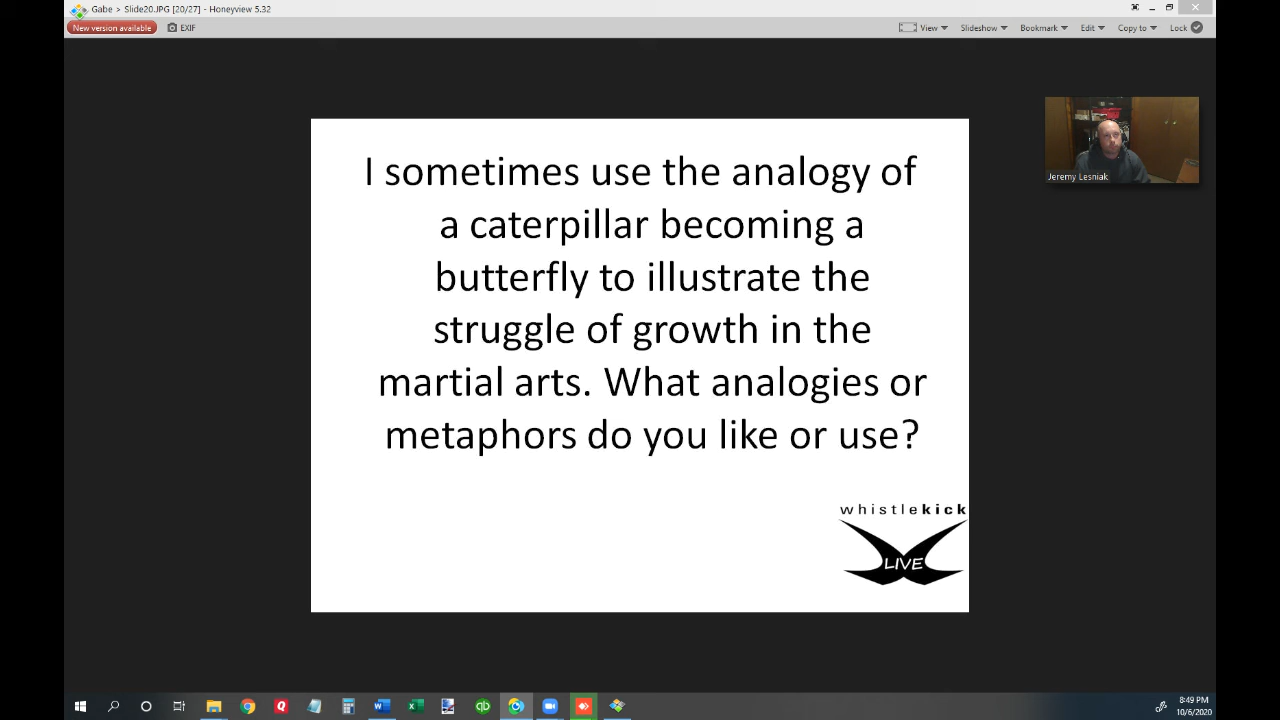 Gabe > Slide20.JPG [20/27] - Honeyview 5.32
New version available
EXIF
View
Slideshow
Bookmark
Edit
Copy to
Lock
I sometimes use the analogy of
a caterpillar becoming a
butterfly to illustrate the
struggle of growth in the
martial arts. What analogies or
metaphors do you like or use?
Jeremy Lesniak
whistlekick
LIVE
8:49 PM
10/6/2020